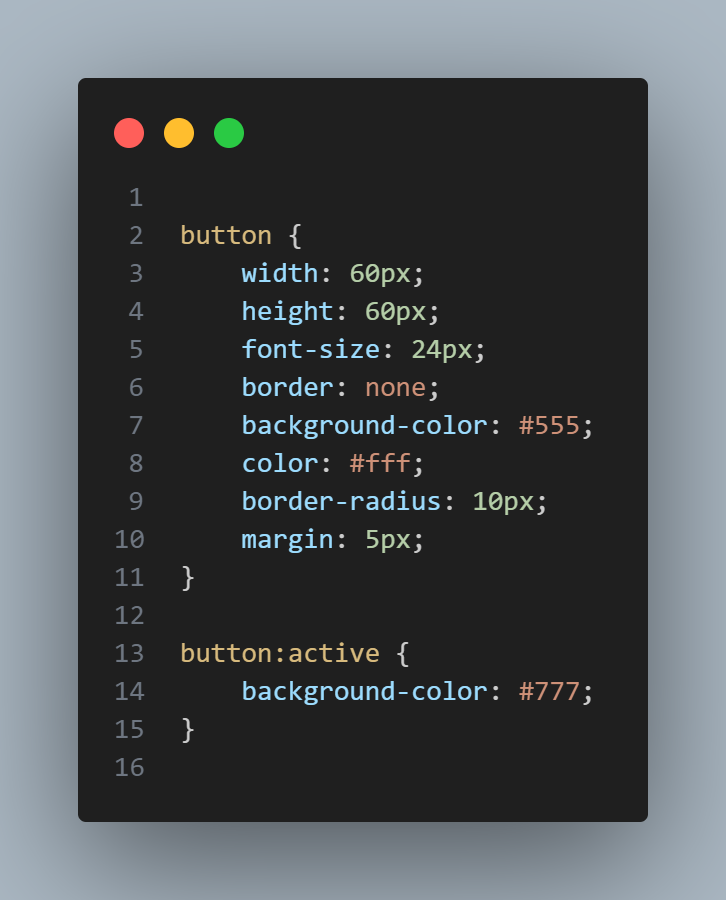 1
2 button {
3     width: 60px;
4     height: 60px;
5     font-size: 24px;
6     border: none;
7     background-color: #555;
8     color: #fff;
9     border-radius: 10px;
10     margin: 5px;
11 }
12
13 button:active {
14     background-color: #777;
15 }
16